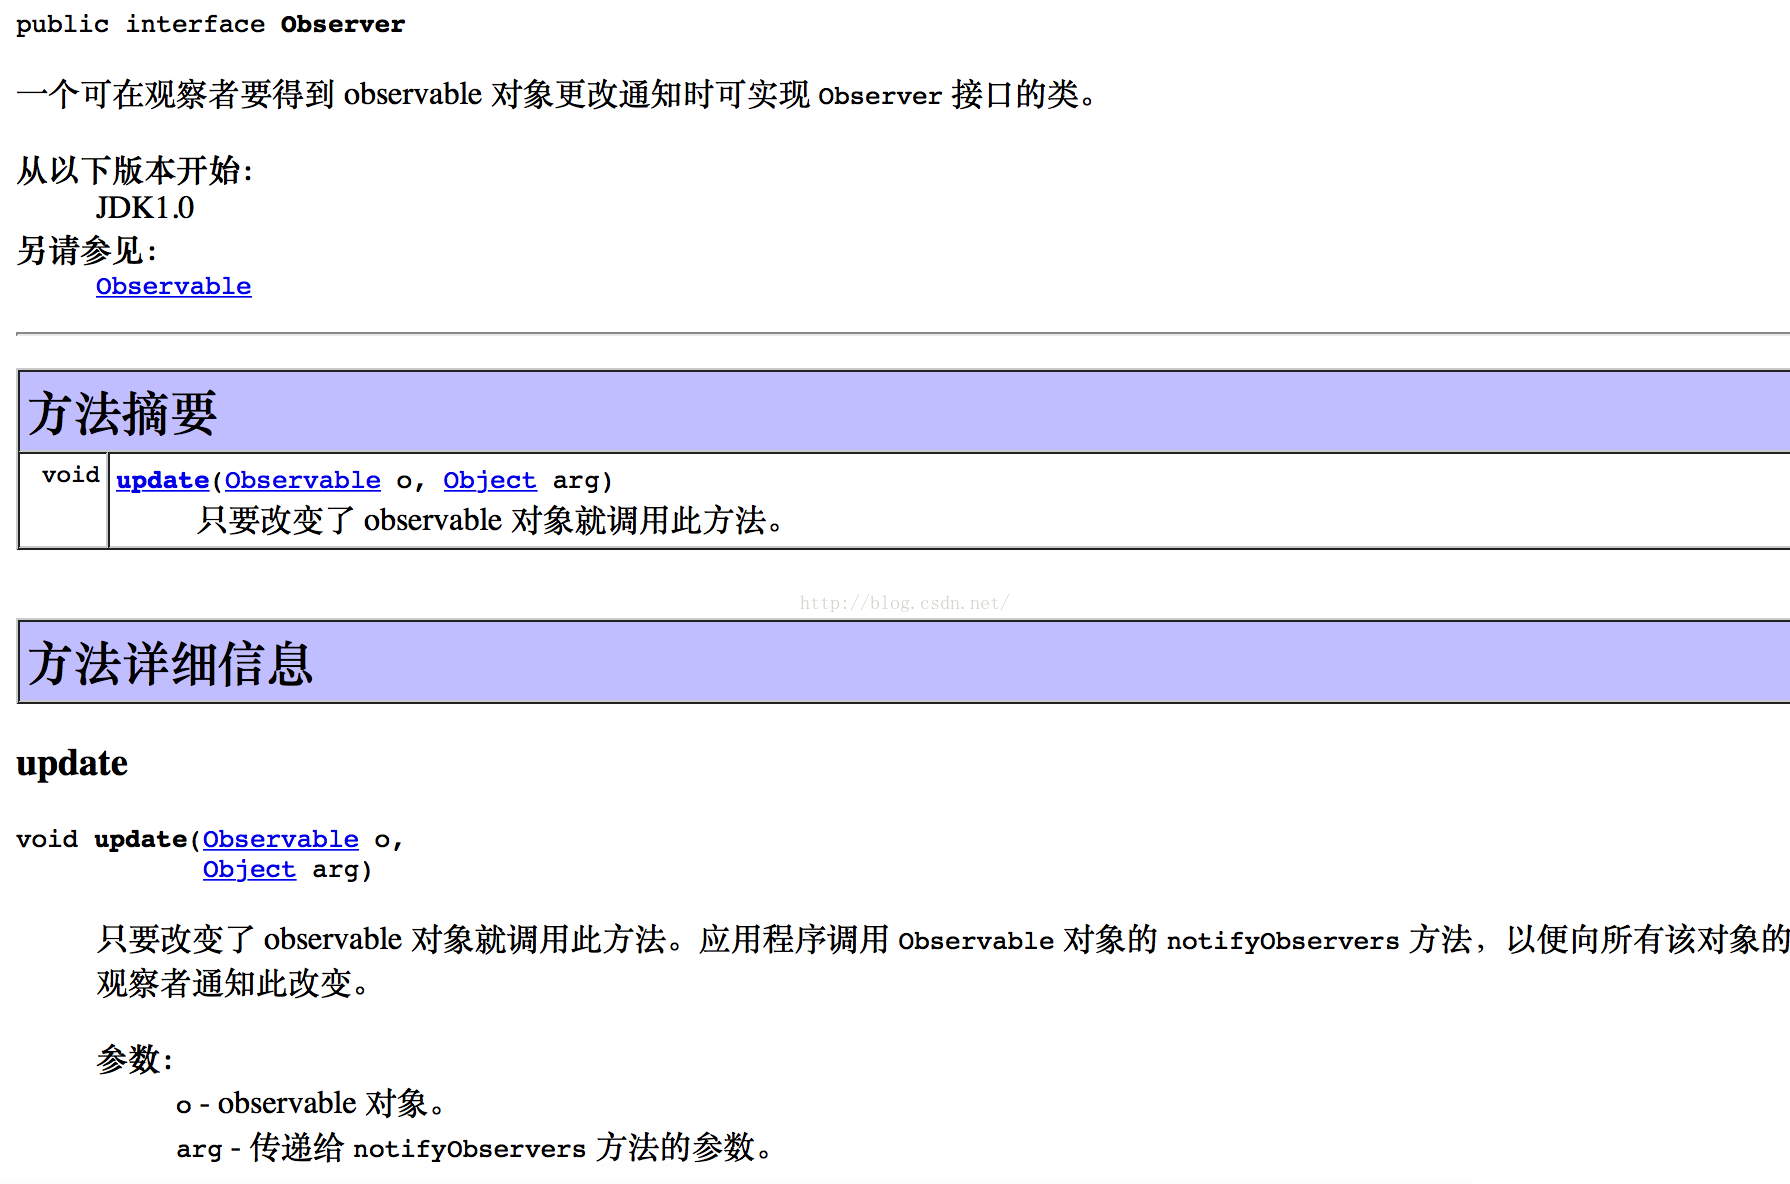 public interface Observer
一个可在观察者要得到 observable 对象更改通知时可实现 Observer 接口的类。
从以下版本开始：
JDK1.0
另请参见：
Observable
方法摘要
void update(Observable o, Object arg)
只要改变了 observable 对象就调用此方法。
http://blog.csdn.net/
方法详细信息
update
void update(Observable o,
Object arg)
只要改变了 observable 对象就调用此方法。应用程序调用 Observable 对象的 notifyObservers 方法，以便向所有该对象的
观察者通知此改变。
参数：
o - observable 对象。
arg - 传递给 notifyObservers 方法的参数。